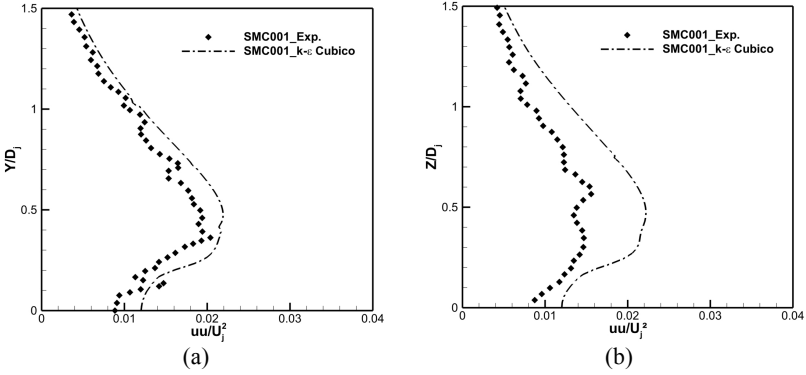 1.5
1
0.5
0
Y/Dj
SMC001_Exp.
SMC001_k-ε Cubico
0
0.01
0.02
0.03
0.04
uu/Uj²
(a)
1.5
1
0.5
0
Z/Dj
SMC001_Exp.
SMC001_k-ε Cubico
0
0.01
0.02
0.03
0.04
uu/Uj²
(b)